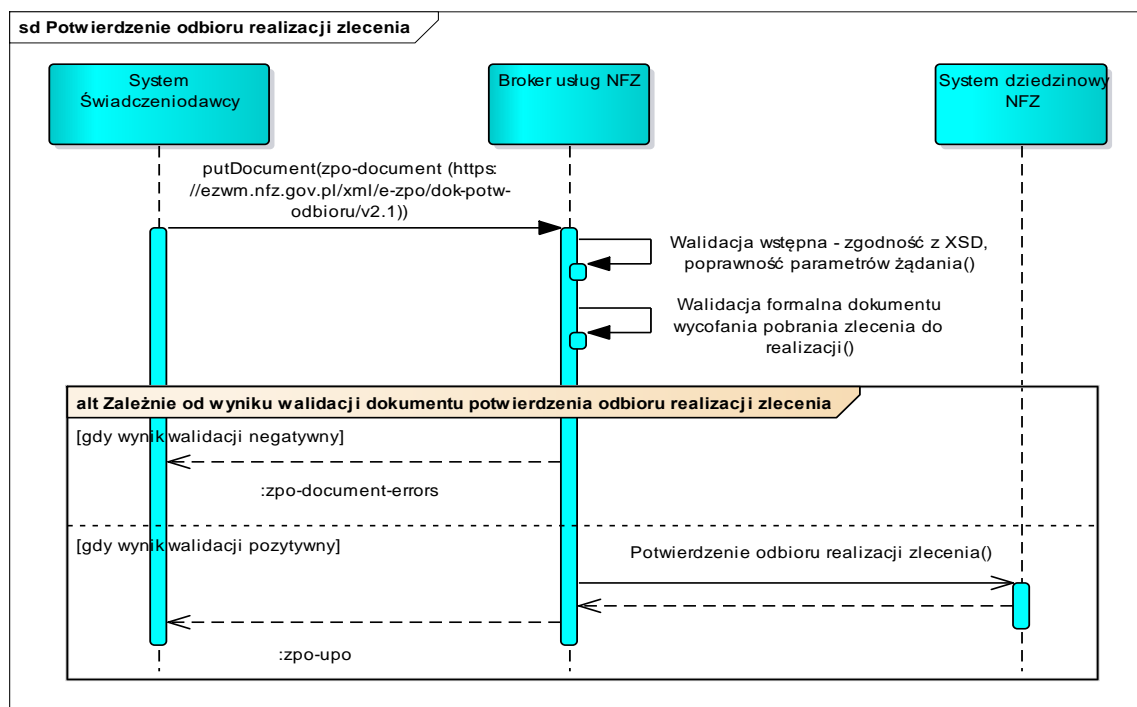 sd Potwierdzenie odbioru realizacji zlecenia
System
Świadczeniodawcy
Broker usług NFZ
System dziedzinowy
NFZ
putDocument(zpo-document (https:
//ezwm.nfz.gov.pl/xml/e-zpo/dok-potw-
odbioru/v2.1))
Walidacja wstępna - zgodność z XSD,
poprawność parametrów żądania()
Walidacja formalna dokumentu
wycofania pobrania zlecenia do
realizacji()
alt Zależnie od wyniku walidacji dokumentu potwierdzenia odbioru realizacji zlecenia
[gdy wynik walidacji negatywny]
:zpo-document-errors
[gdy wynik walidacji pozytywny]
Potwierdzenie odbioru realizacji zlecenia()
:zpo-upo